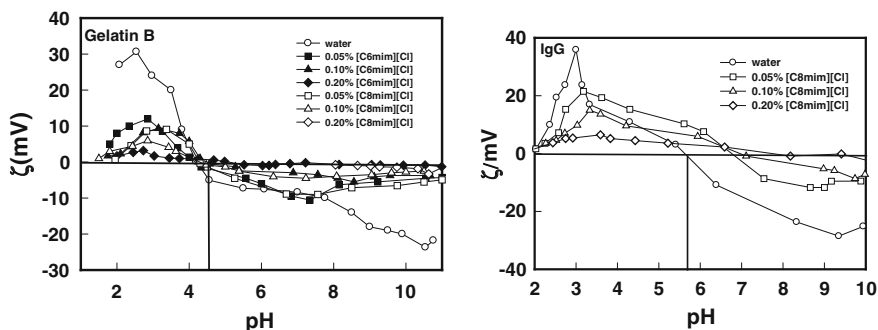 Gelatin B
water
0.05% [C6mim][Cl]
0.10% [C6mim][Cl]
0.20% [C6mim][Cl]
0.05% [C8mim][Cl]
0.10% [C8mim][Cl]
0.20% [C8mim][Cl]
ζ(mV)
40
30
20
10
0
-10
-20
-30
2
4
6
8
10
pH
IgG
water
0.05% [C8mim][Cl]
0.10% [C8mim][Cl]
0.20% [C8mim][Cl]
ζ/mV
40
20
0
-20
-40
2
3
4
5
6
7
8
9
10
pH